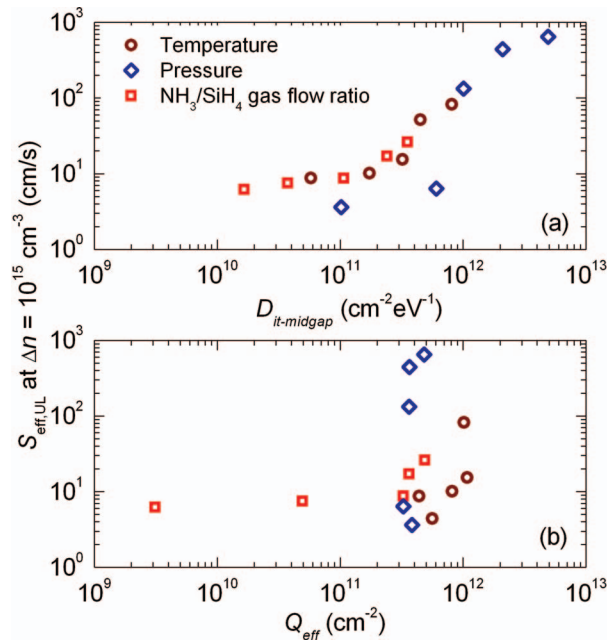 10³
10²
10¹
10⁰
Temperature
Pressure
NH₃/SiH₄ gas flow ratio
(a)
10⁹ 10¹⁰ 10¹¹ 10¹² 10¹³
D_it-midgap (cm⁻²eV⁻¹)
S_eff,UL at Δn = 10¹⁵ cm⁻³ (cm/s)
10³
10²
10¹
10⁰
(b)
10⁹ 10¹⁰ 10¹¹ 10¹² 10¹³
Q_eff (cm⁻²)